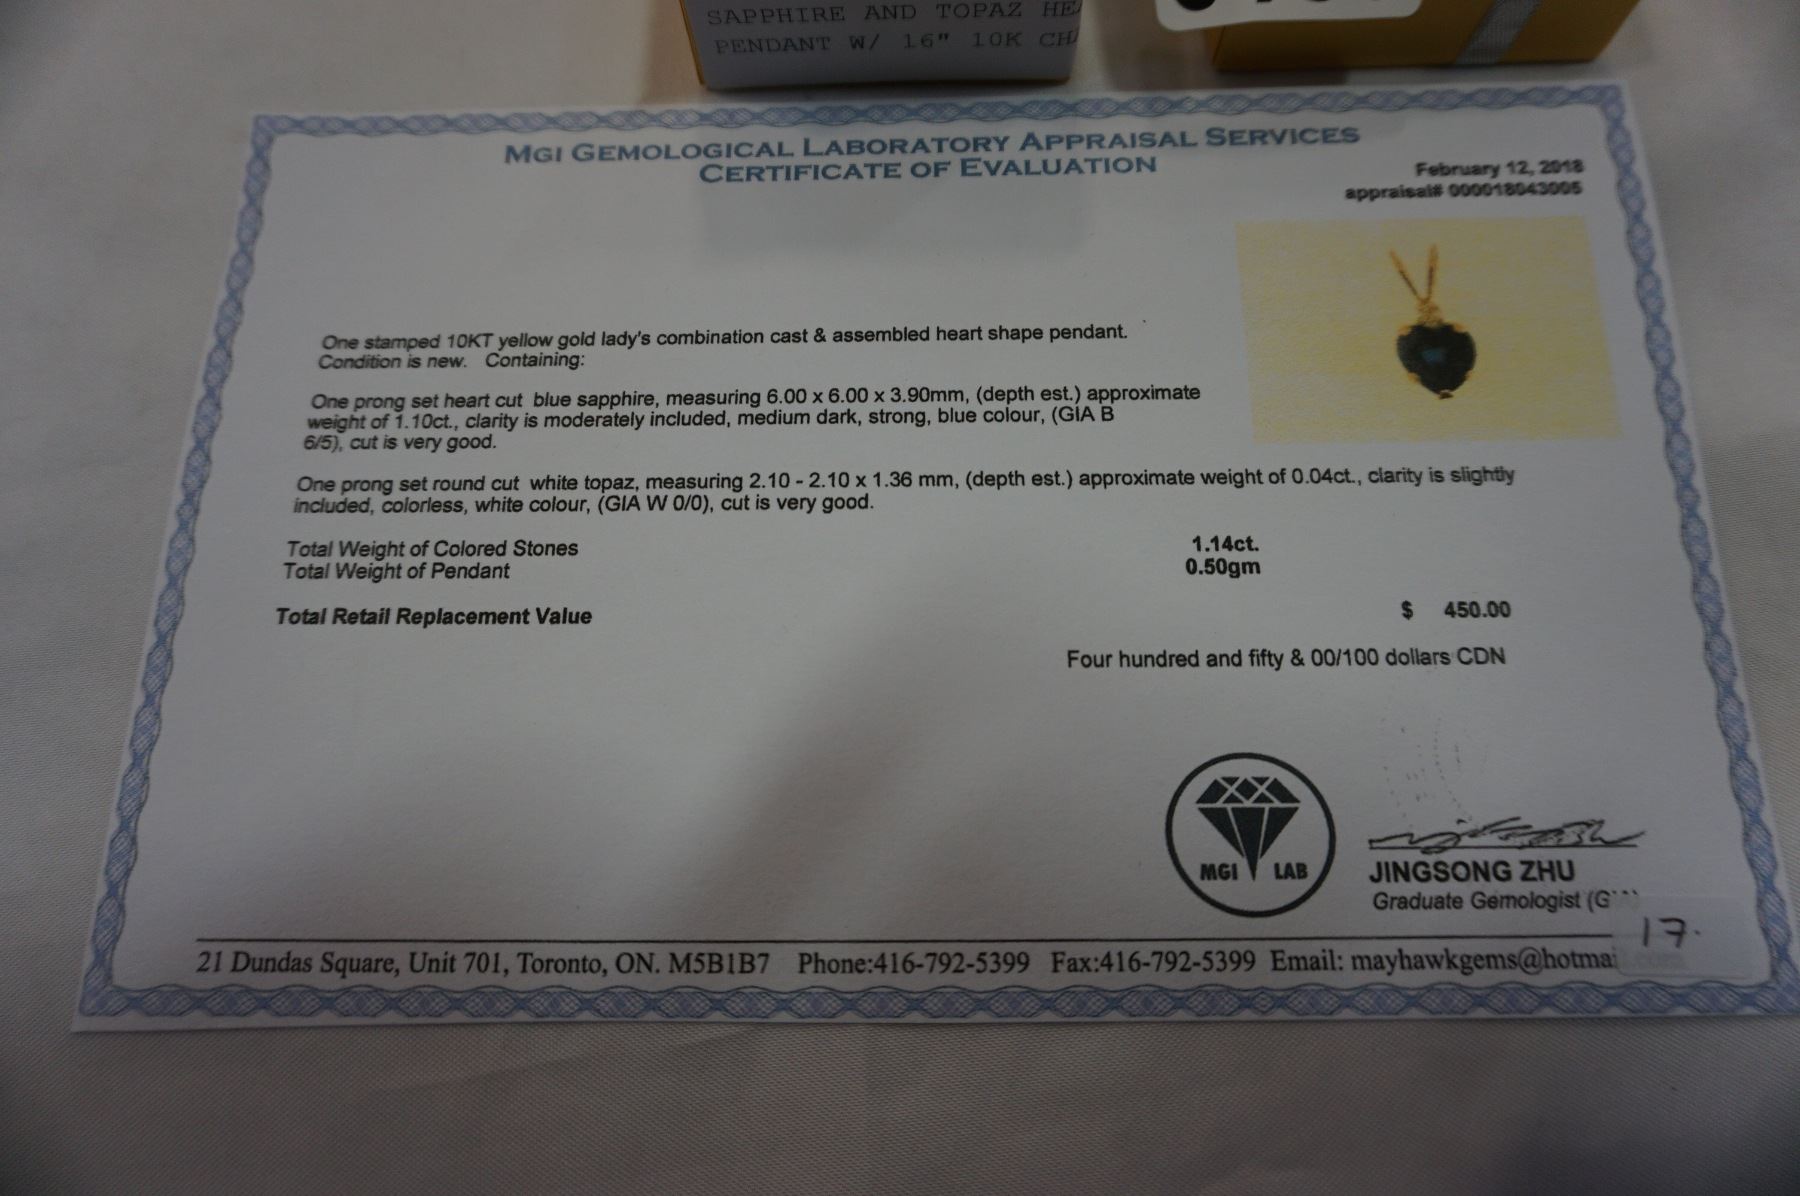 SAPPHIRE AND TOPAZ
PENDANT W/ 16" 10K
MGI GEMOLOGICAL LABORATORY APPRAISAL SERVICES
CERTIFICATE OF EVALUATION
February 12, 2018
appraisal# 000018043005
One stamped 10KT yellow gold lady's combination cast & assembled heart shape pendant.
Condition is new. Containing:
One prong set heart cut blue sapphire, measuring 6.00 x 6.00 x 3.90mm, (depth est.) approximate
weight of 1.10ct., clarity is moderately included, medium dark, strong, blue colour, (GIA B
6/5), cut is very good.
One prong set round cut white topaz, measuring 2.10 - 2.10 x 1.36 mm, (depth est.) approximate weight of 0.04ct., clarity is slightly
included, colorless, white colour, (GIA W 0/0), cut is very good.
Total Weight of Colored Stones 1.14ct.
Total Weight of Pendant 0.50gm
Total Retail Replacement Value $ 450.00
Four hundred and fifty & 00/100 dollars CDN
MGI LAB
JINGSONG ZHU
Graduate Gemologist
17.
21 Dundas Square, Unit 701, Toronto, ON. M5B1B7 Phone:416-792-5399 Fax:416-792-5399 Email: mayhawkgems@hotmai